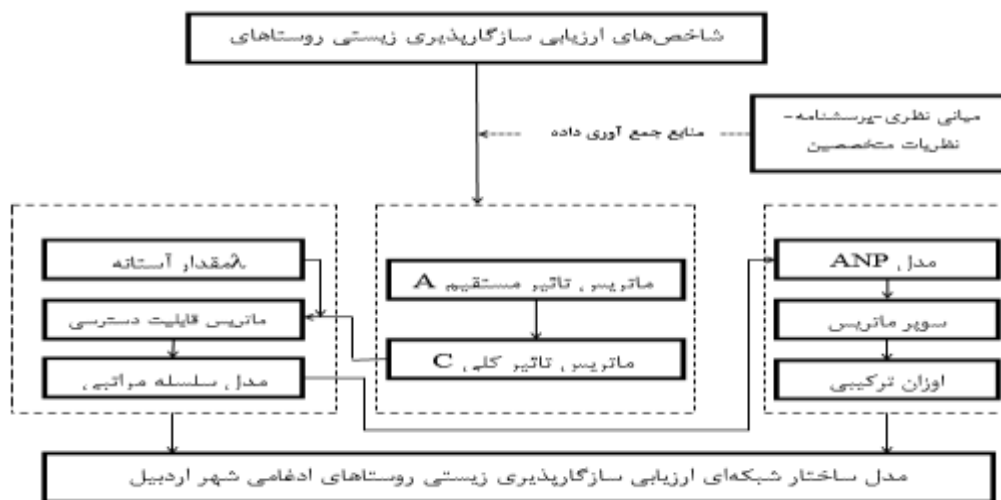 شاخص‌های ارزیابی سازگارپذیری زیستی روستاهای
مبانی نظری-پرسشنامه-
نظریات متخصصین
منابع جمع آوری داده
مدل ANP
سوپر ماتریس
اوزان ترکیبی
ماتریس تاثیر مستقیم A
ماتریس تاثیر کلی C
λمقدار آستانه
ماتریس قابلیت دسترسی
مدل سلسله مراتبی
مدل ساختار شبکه‌ای ارزیابی سازگارپذیری زیستی روستاهای ادغامی شهر اردبیل